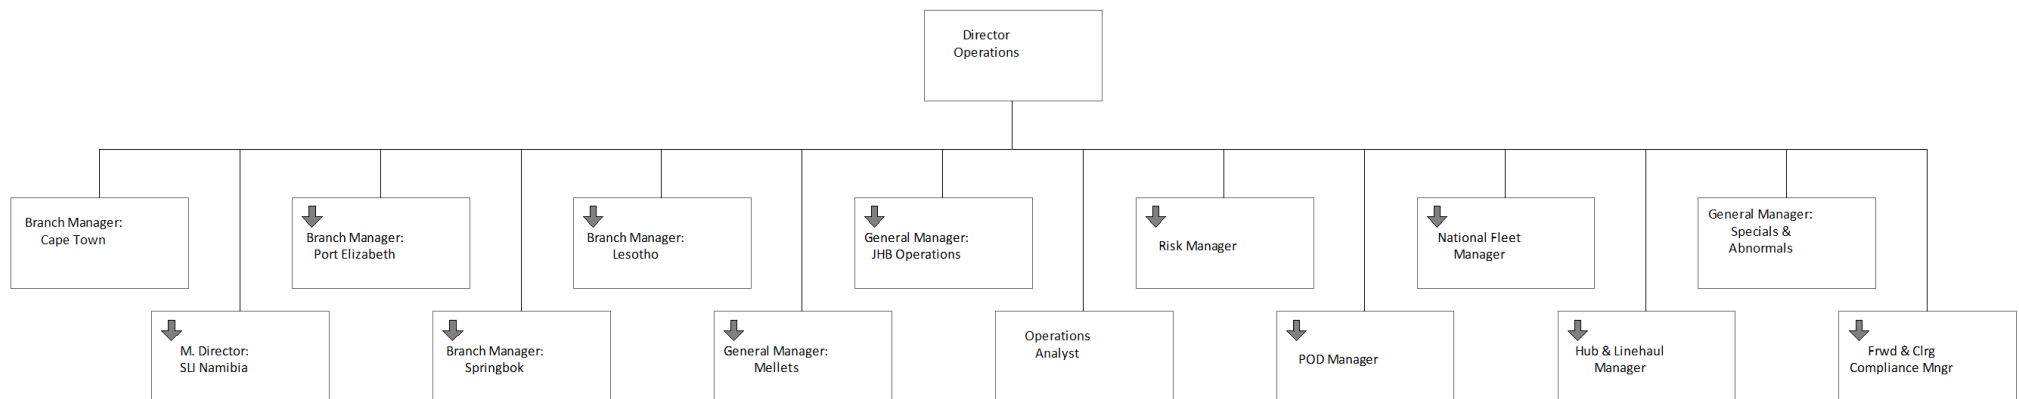 Director
Operations
Branch Manager:
Cape Town
Branch Manager:
Port Elizabeth
Branch Manager:
Lesotho
General Manager:
JHB Operations
Risk Manager
National Fleet
Manager
General Manager:
Specials &
Abnormals
M. Director:
SLI Namibia
Branch Manager:
Springbok
General Manager:
Mellets
Operations
Analyst
POD Manager
Hub & Linehaul
Manager
Frwd & Clrg
Compliance Mngr